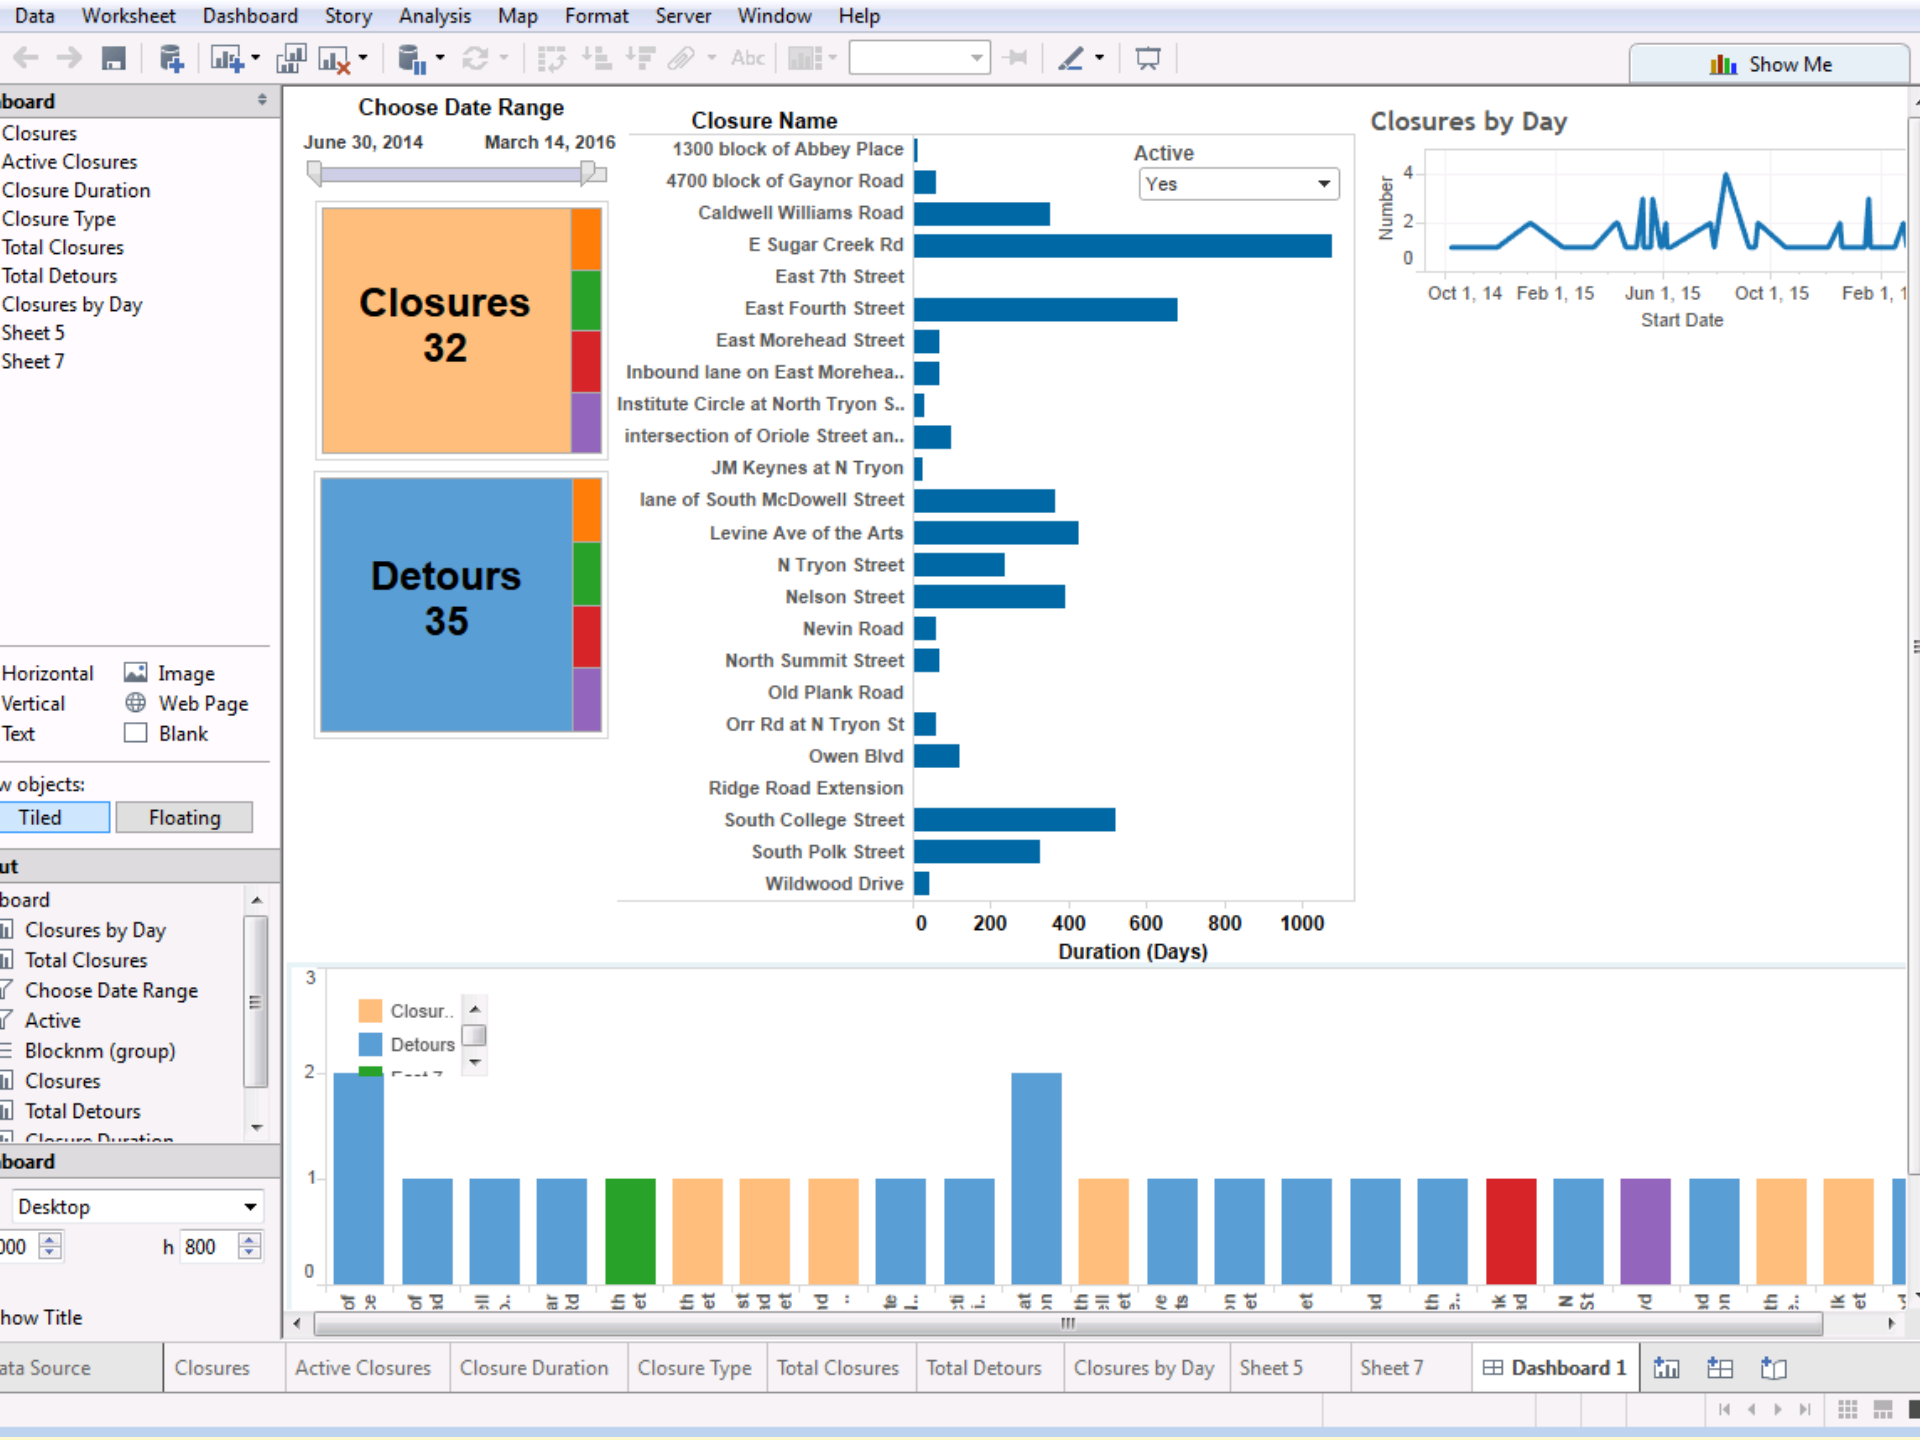 Data Worksheet Dashboard Story Analysis Map Format Server Window Help
Abc
Show Me
board
Closures
Active Closures
Closure Duration
Closure Type
Total Closures
Total Detours
Closures by Day
Sheet 5
Sheet 7
Horizontal Image
Vertical Web Page
Text Blank
w objects:
Tiled Floating
ut
board
Closures by Day
Total Closures
Choose Date Range
Active
Blocknm (group)
Closures
Total Detours
Closure Duration
board
Desktop
000 h 800
how Title
Choose Date Range
June 30, 2014 March 14, 2016
Closures
32
Detours
35
Closure Name
1300 block of Abbey Place
4700 block of Gaynor Road
Caldwell Williams Road
E Sugar Creek Rd
East 7th Street
East Fourth Street
East Morehead Street
Inbound lane on East Morehea..
Institute Circle at North Tryon S..
intersection of Oriole Street an..
JM Keynes at N Tryon
lane of South McDowell Street
Levine Ave of the Arts
N Tryon Street
Nelson Street
Nevin Road
North Summit Street
Old Plank Road
Orr Rd at N Tryon St
Owen Blvd
Ridge Road Extension
South College Street
South Polk Street
Wildwood Drive
0 200 400 600 800 1000
Duration (Days)
Active
Yes
Closures by Day
Number
4
2
0
Oct 1, 14 Feb 1, 15 Jun 1, 15 Oct 1, 15 Feb 1, 1
Start Date
3
2
1
0
Closur..
Detours
East 7
ata Source Closures Active Closures Closure Duration Closure Type Total Closures Total Detours Closures by Day Sheet 5 Sheet 7 Dashboard 1